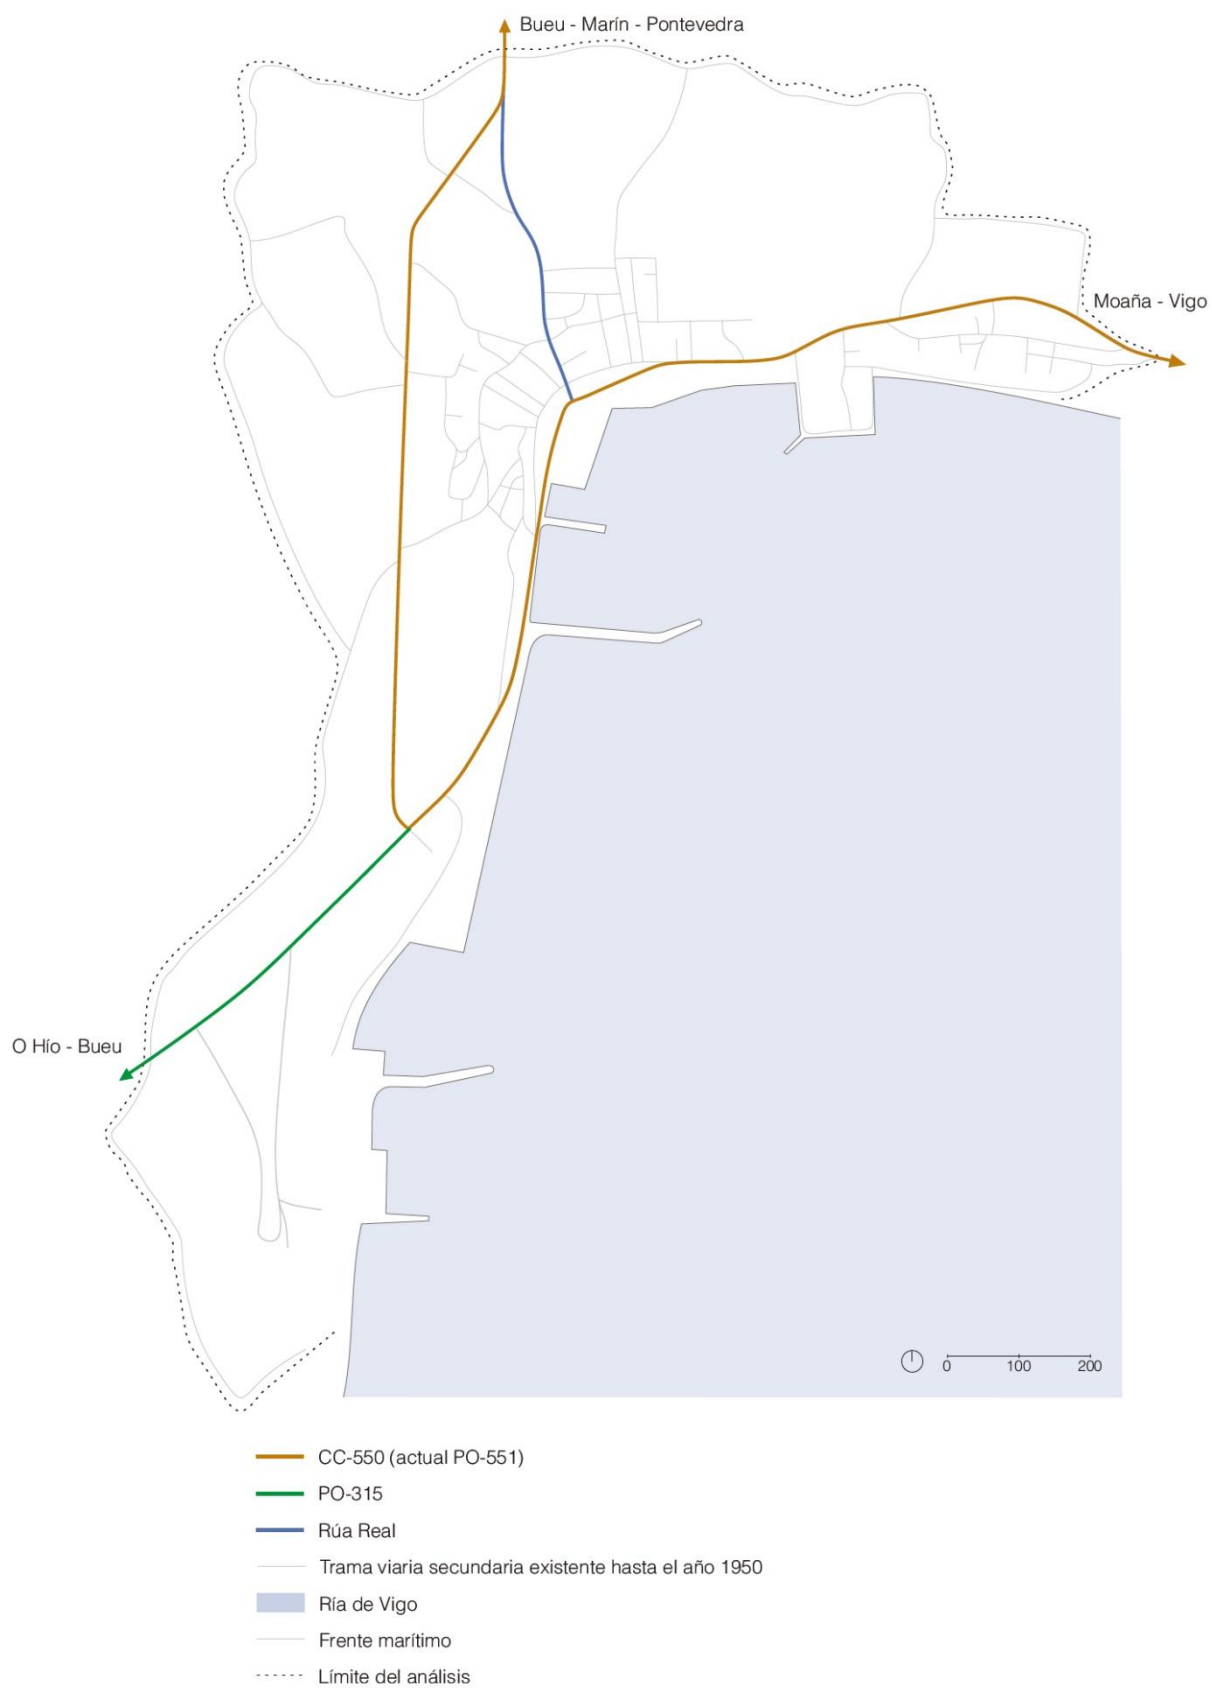 Bueu - Marín - Pontevedra
Moaña - Vigo
O Hío - Bueu
0 100 200
CC-550 (actual PO-551)
PO-315
Rúa Real
Trama viaria secundaria existente hasta el año 1950
Ría de Vigo
Frente marítimo
Límite del análisis